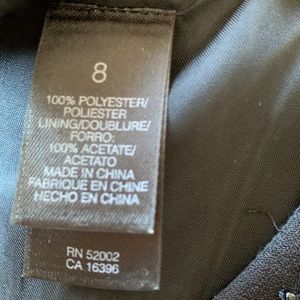 8
100% POLYESTER/
POLIESTER
LINING/DOUBLURE/
FORRO:
100% ACETATE/
ACETATO
MADE IN CHINA
FABRIQUE EN CHINE
HECHO EN CHINA
RN 52002
CA 16396